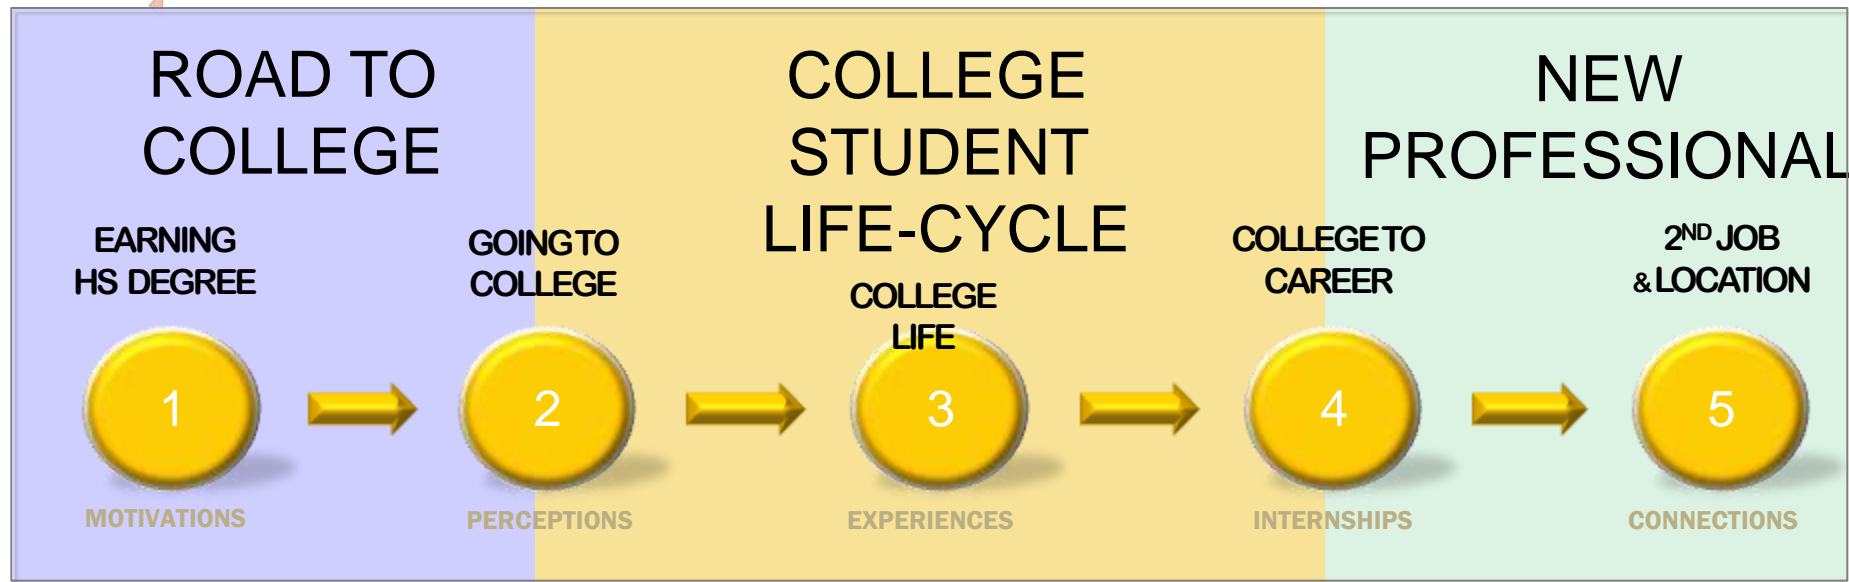 ROAD TO
COLLEGE
COLLEGE
STUDENT
LIFE-CYCLE
NEW
PROFESSIONAL
EARNING
HS DEGREE
GOING TO
COLLEGE
COLLEGE
LIFE
COLLEGE TO
CAREER
2ND JOB
& LOCATION
1
2
3
4
5
MOTIVATIONS
PERCEPTIONS
EXPERIENCES
INTERNSHIPS
CONNECTIONS